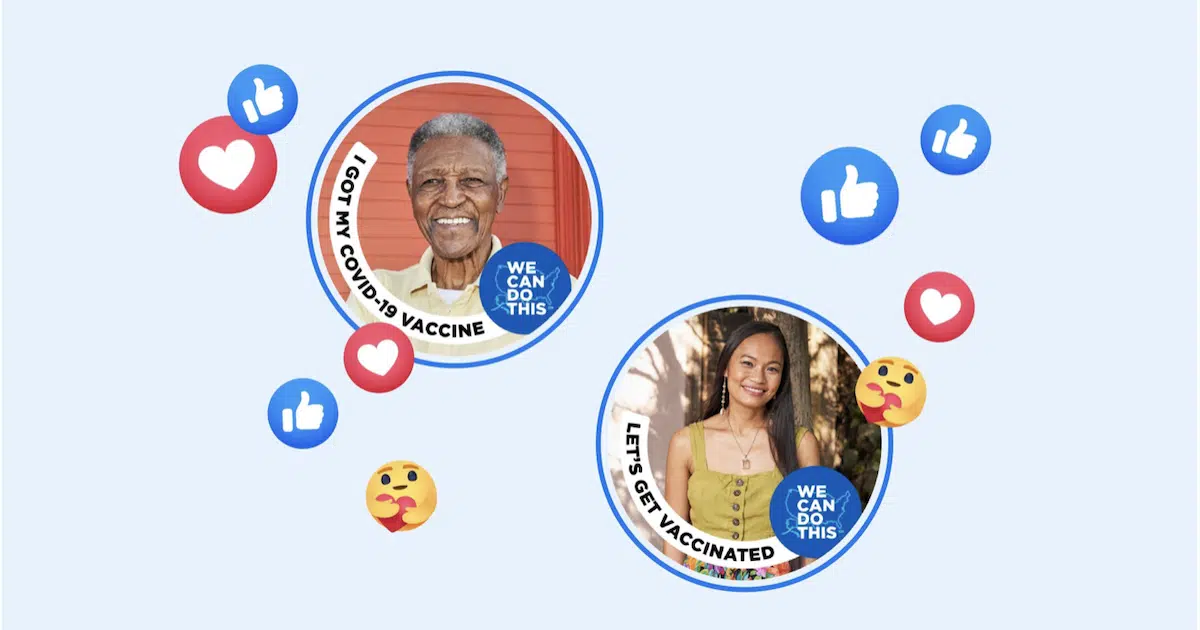 I GOT MY COVID-19 VACCINE
WE
CAN
DO
THIS
LET'S GET VACCINATED
WE
CAN
DO
THIS